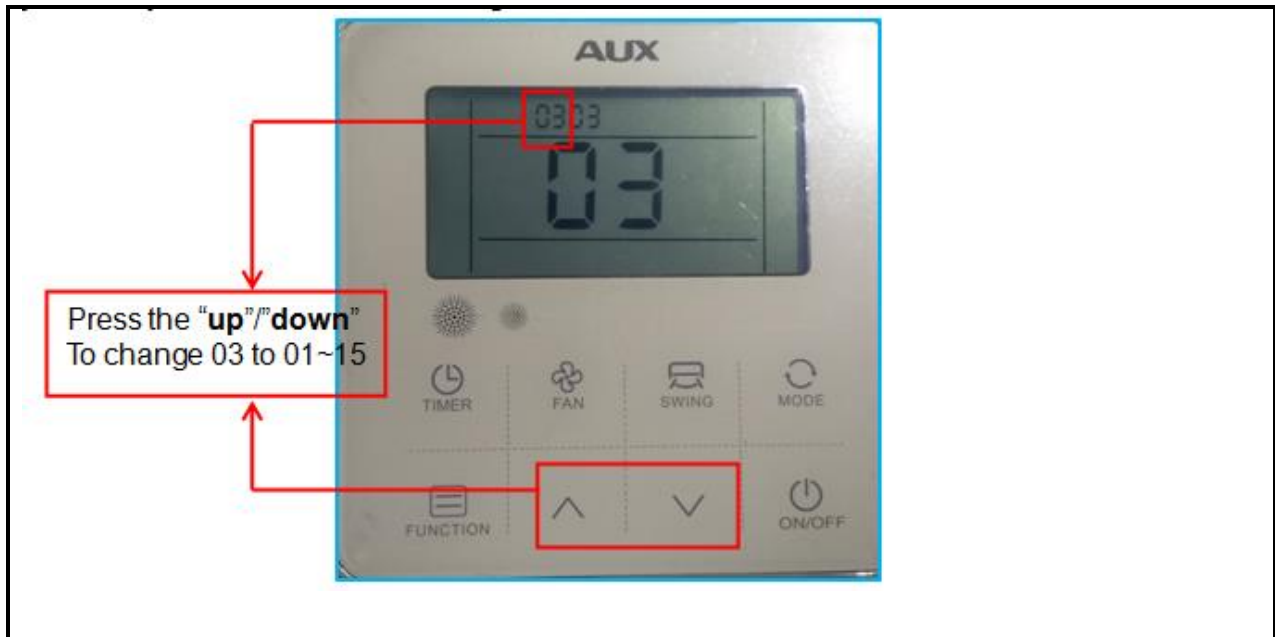 AUX
0303
03
Press the “up”/”down”
To change 03 to 01~15
TIMER
FAN
SWING
MODE
FUNCTION
ON/OFF